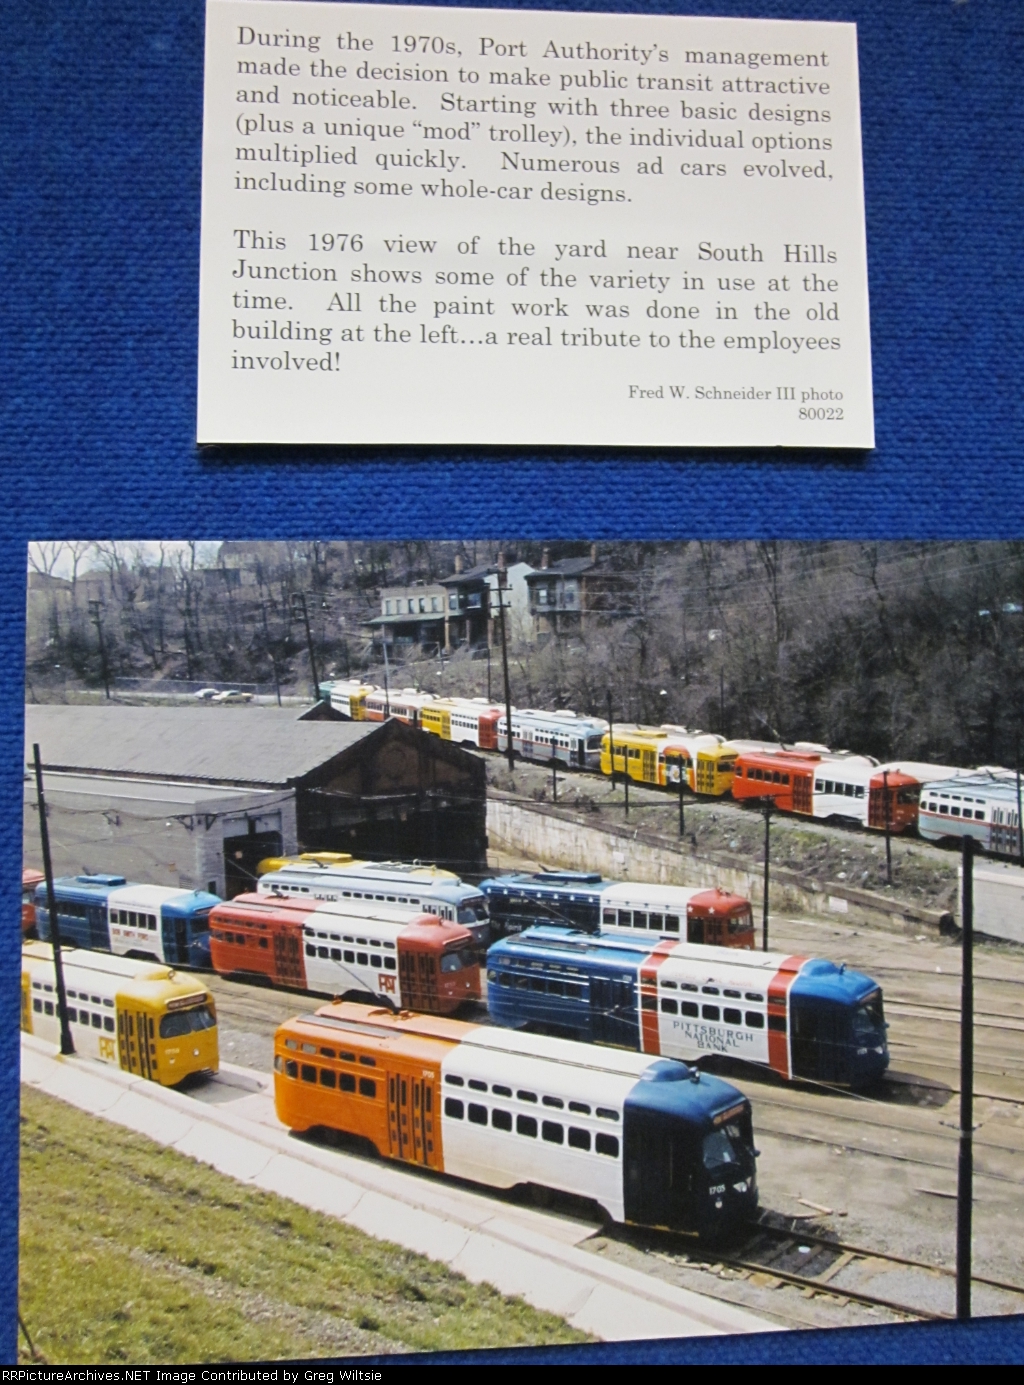 During the 1970s, Port Authority's management
made the decision to make public transit attractive
and noticeable. Starting with three basic designs
(plus a unique “mod” trolley), the individual options
multiplied quickly. Numerous ad cars evolved,
including some whole-car designs.
This 1976 view of the yard near South Hills
Junction shows some of the variety in use at the
time. All the paint work was done in the old
building at the left...a real tribute to the employees
involved!
Fred W. Schneider III photo
80022
PAT
PITTSBURGH
NATIONAL
BANK
PAT
1705
1705
RRPictureArchives.NET Image Contributed by Greg Wiltsie